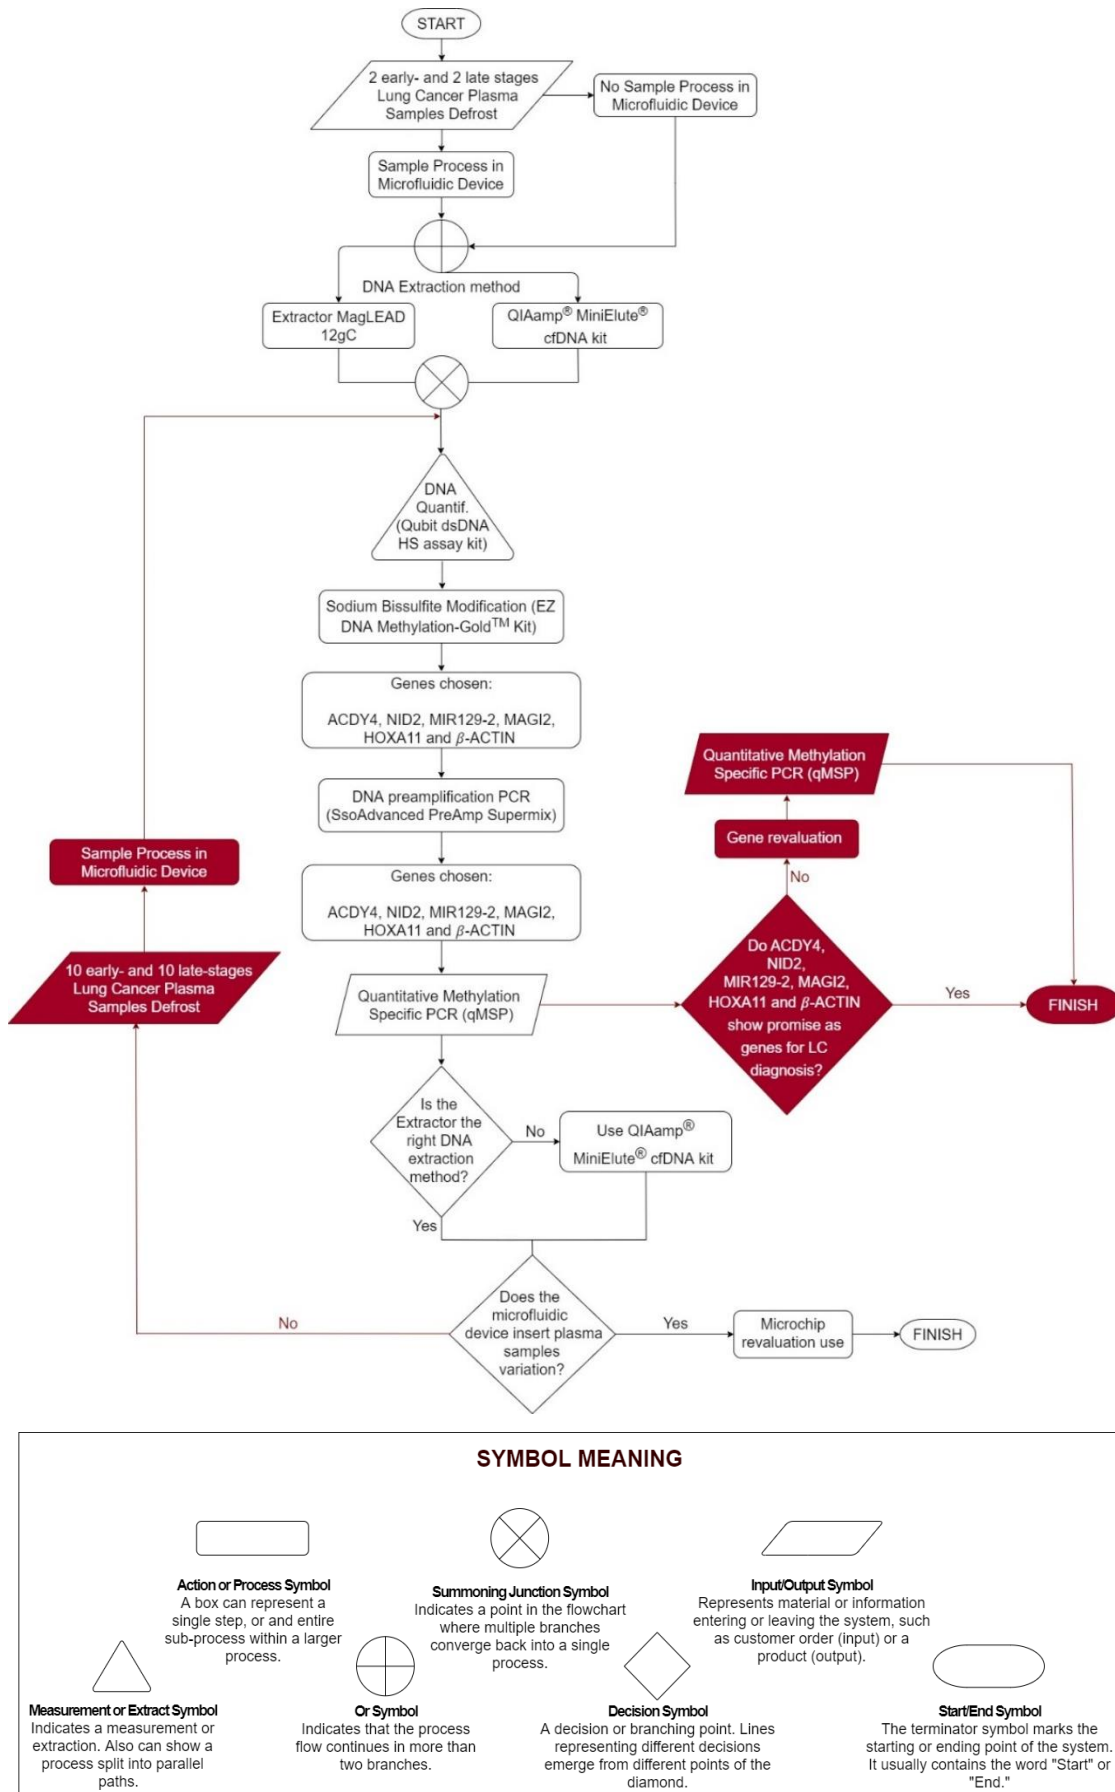 START
2 early- and 2 late stages
Lung Cancer Plasma
Samples Defrost
No Sample Process in
Microfluidic Device
Sample Process in
Microfluidic Device
DNA Extraction method
Extractor MagLEAD
12gC
QIAamp® MiniElute®
cfDNA kit
DNA
Quantif.
(Qubit dsDNA
HS assay kit)
Sodium Bissulfite Modification (EZ
DNA Methylation-Gold™ Kit)
Genes chosen:
ACDY4, NID2, MIR129-2, MAGI2,
HOXA11 and β-ACTIN
DNA preamplification PCR
(SsoAdvanced PreAmp Supermix)
Genes chosen:
ACDY4, NID2, MIR129-2, MAGI2,
HOXA11 and β-ACTIN
Quantitative Methylation
Specific PCR (qMSP)
Quantitative Methylation
Specific PCR (qMSP)
Gene revaluation
No
Do ACDY4,
NID2,
MIR129-2, MAGI2,
HOXA11 and β-ACTIN
show promise as
genes for LC
diagnosis?
Yes
FINISH
Sample Process in
Microfluidic Device
10 early- and 10 late-stages
Lung Cancer Plasma
Samples Defrost
Is the
Extractor the
right DNA
extraction
method?
No
Use QIAamp®
MiniElute® cfDNA kit
Yes
Does the
microfluidic
device insert plasma
samples
variation?
No
Yes
Microchip
revaluation use
FINISH
SYMBOL MEANING
Action or Process Symbol
A box can represent a
single step, or and entire
sub-process within a larger
process.
Summoning Junction Symbol
Indicates a point in the flowchart
where multiple branches
converge back into a single
process.
Input/Output Symbol
Represents material or information
entering or leaving the system, such
as customer order (input) or a
product (output).
Measurement or Extract Symbol
Indicates a measurement or
extraction. Also can show a
process split into parallel
paths.
Or Symbol
Indicates that the process
flow continues in more than
two branches.
Decision Symbol
A decision or branching point. Lines
representing different decisions
emerge from different points of the
diamond.
Start/End Symbol
The terminator symbol marks the
starting or ending point of the system.
It usually contains the word "Start" or
"End."